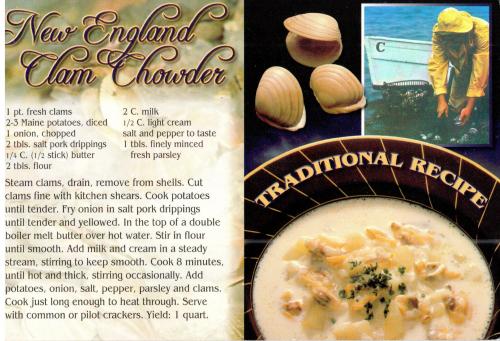 New England
Clam Chowder
1 pt. fresh clams
2-3 Maine potatoes, diced
1 onion, chopped
2 tbls. salt pork drippings
1/4 C. (1/2 stick) butter
2 tbls. flour
2 C. milk
1/2 C. light cream
salt and pepper to taste
1 tbls. finely minced
fresh parsley
Steam clams, drain, remove from shells. Cut
clams fine with kitchen shears. Cook potatoes
until tender. Fry onion in salt pork drippings
until tender and yellowed. In the top of a double
boiler melt butter over hot water. Stir in flour
until smooth. Add milk and cream in a steady
stream, stirring to keep smooth. Cook 8 minutes,
until hot and thick, stirring occasionally. Add
potatoes, onion, salt, pepper, parsley and clams.
Cook just long enough to heat through. Serve
with common or pilot crackers. Yield: 1 quart.
C
TRADITIONAL RECIPE